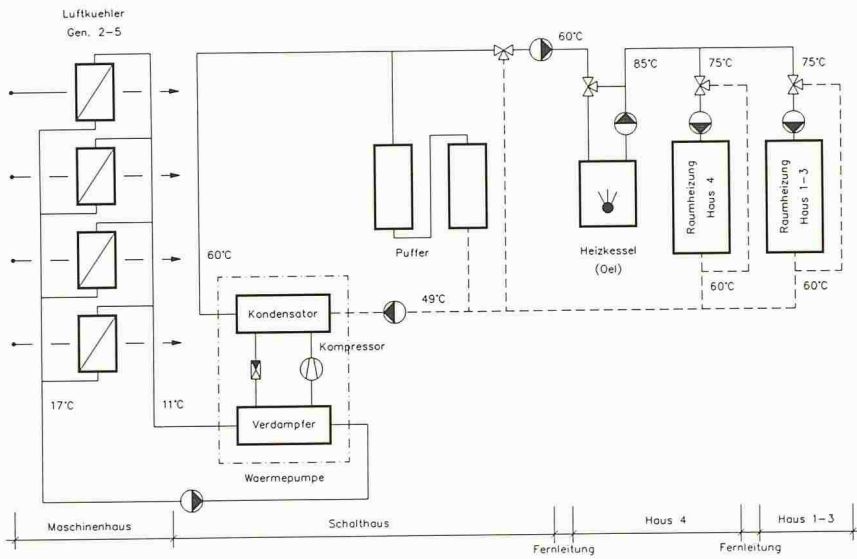 Luftkuehler
Gen. 2-5
60°C
85°C
75°C
75°C
Raumheizung
Haus 4
Raumheizung
Haus 1-3
Puffer
Heizkessel
(Oel)
60°C
60°C
60°C
49°C
Kondensator
Kompressor
17°C
11°C
Verdampfer
Waermepumpe
Maschinenhaus
Schalthaus
Haus 4
Haus 1-3
Fernleitung
Fernleitung